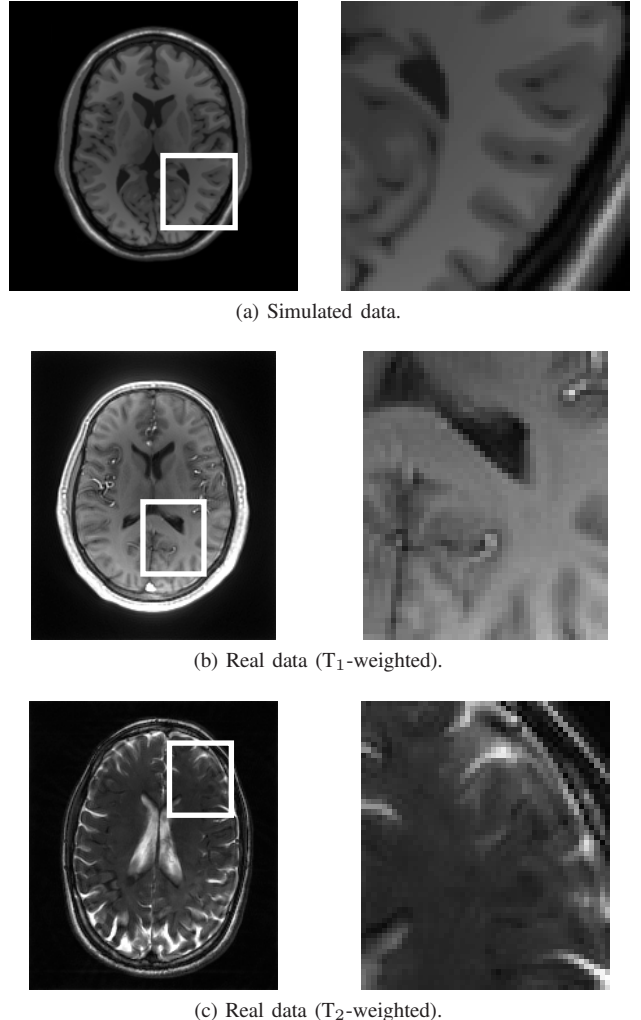 (a) Simulated data.
(b) Real data (T₁-weighted).
(c) Real data (T₂-weighted).